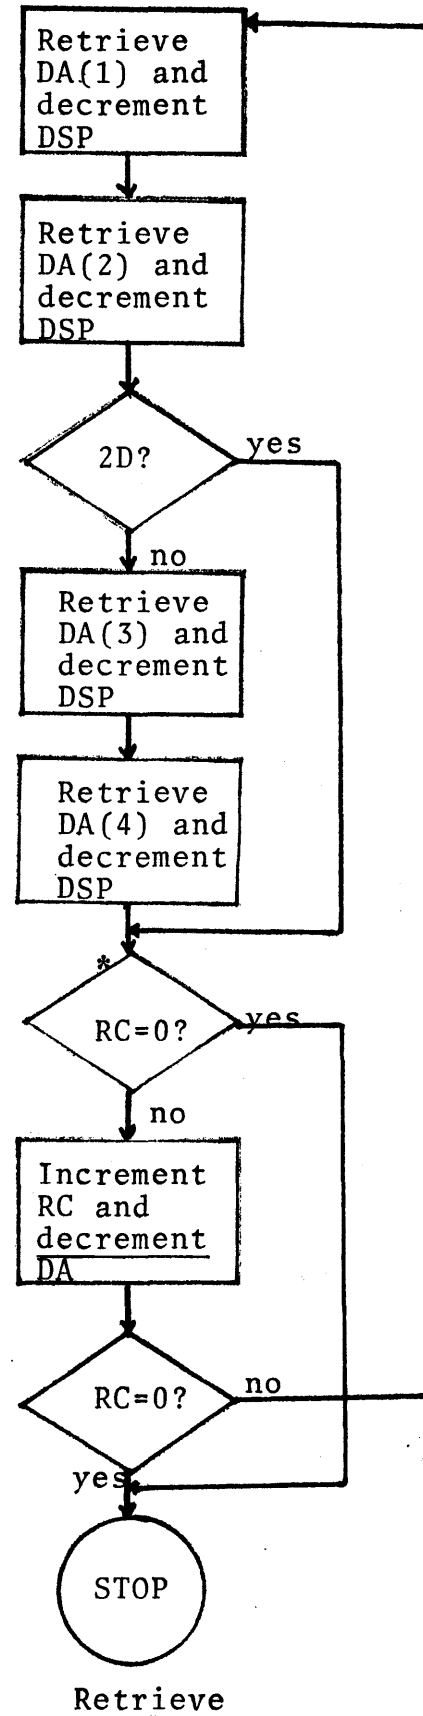 Retrieve
DA(1) and
decrement
DSP
Retrieve
DA(2) and
decrement
DSP
2D?
yes
no
Retrieve
DA(3) and
decrement
DSP
Retrieve
DA(4) and
decrement
DSP
*
RC=0?
yes
no
Increment
RC and
decrement
DA
RC=0?
no
yes
STOP
Retrieve